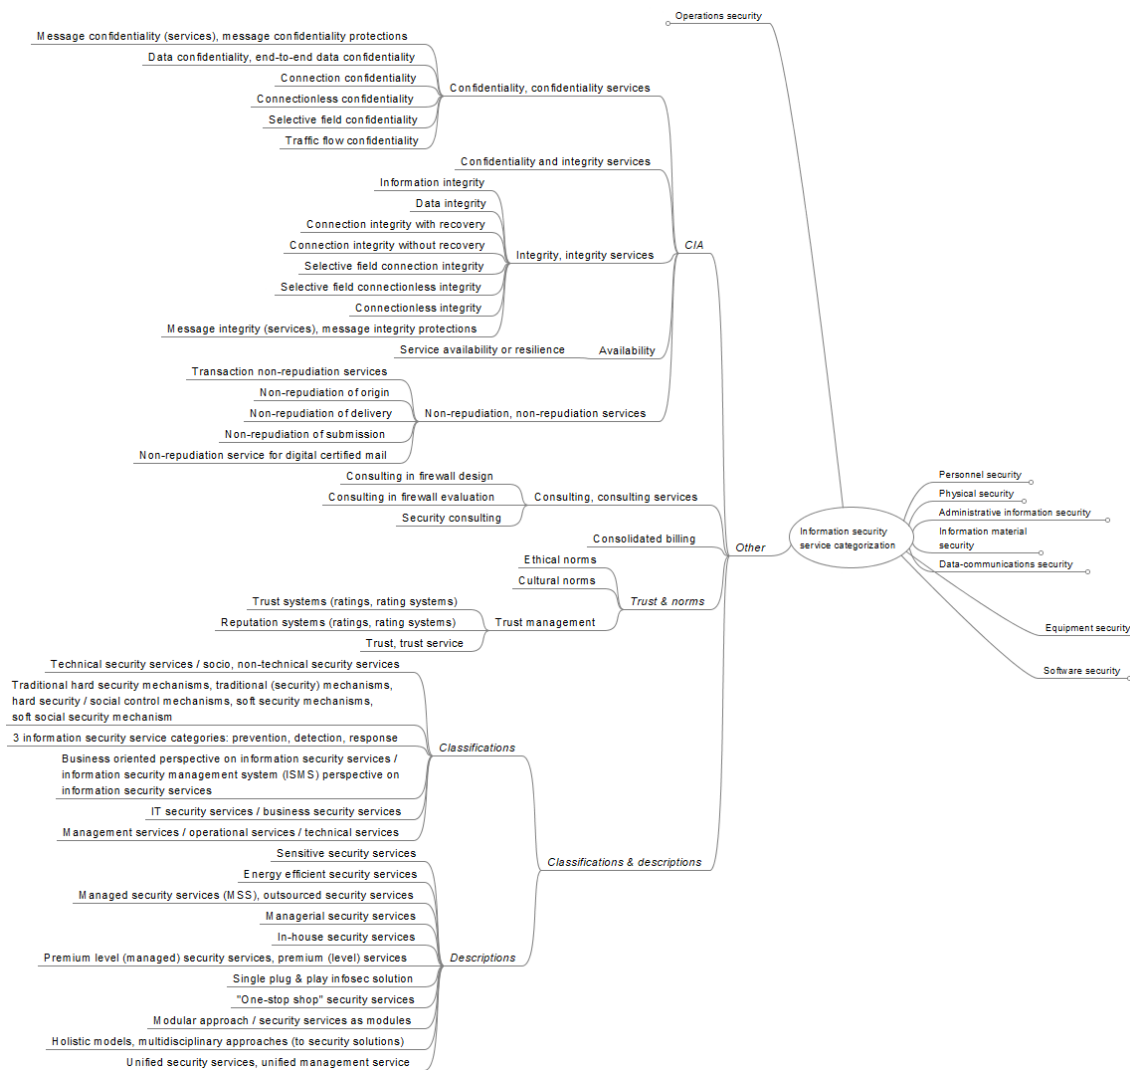 Operations security
Message confidentiality (services), message confidentiality protections
Data confidentiality, end-to-end data confidentiality
Connection confidentiality
Connectionless confidentiality
Selective field confidentiality
Traffic flow confidentiality
Confidentiality, confidentiality services
Confidentiality and integrity services
Information integrity
Data integrity
Connection integrity with recovery
Connection integrity without recovery
Selective field connection integrity
Selective field connectionless integrity
Connectionless integrity
Message integrity (services), message integrity protections
Integrity, integrity services
CIA
Service availability or resilience
Availability
Transaction non-repudiation services
Non-repudiation of origin
Non-repudiation of delivery
Non-repudiation of submission
Non-repudiation service for digital certified mail
Non-repudiation, non-repudiation services
Consulting in firewall design
Consulting in firewall evaluation
Security consulting
Consulting, consulting services
Consolidated billing
Other
Ethical norms
Cultural norms
Trust systems (ratings, rating systems)
Reputation systems (ratings, rating systems)
Trust, trust service
Trust management
Trust & norms
Technical security services / socio, non-technical security services
Traditional hard security mechanisms, traditional (security) mechanisms,
hard security / social control mechanisms, soft security mechanisms,
soft social security mechanism
3 information security service categories: prevention, detection, response
Business oriented perspective on information security services /
information security management system (ISMS) perspective on
information security services
IT security services / business security services
Management services / operational services / technical services
Classifications
Sensitive security services
Energy efficient security services
Managed security services (MSS), outsourced security services
Managerial security services
In-house security services
Premium level (managed) security services, premium (level) services
Single plug & play infosec solution
"One-stop shop" security services
Modular approach / security services as modules
Holistic models, multidisciplinary approaches (to security solutions)
Unified security services, unified management service
Descriptions
Classifications & descriptions
Information security
service categorization
Personnel security
Physical security
Administrative information security
Information material
security
Data-communications security
Equipment security
Software security